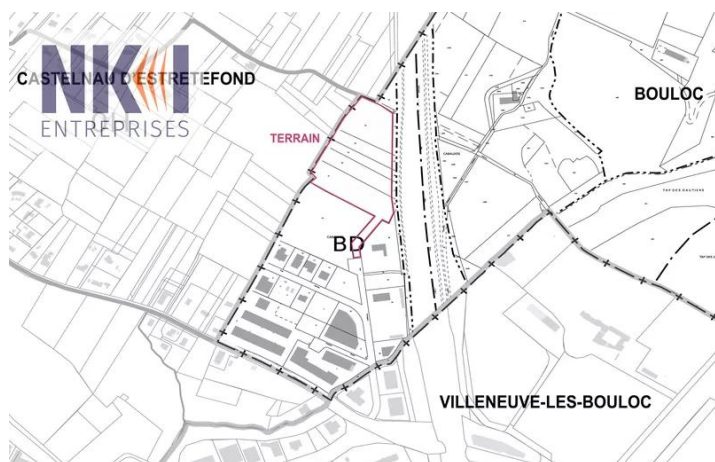 CASTELNAU D'ESTRETEFOND
NKI
ENTREPRISES
BOULOC
TERRAIN
BD
VILLENEUVE-LES-BOULOC